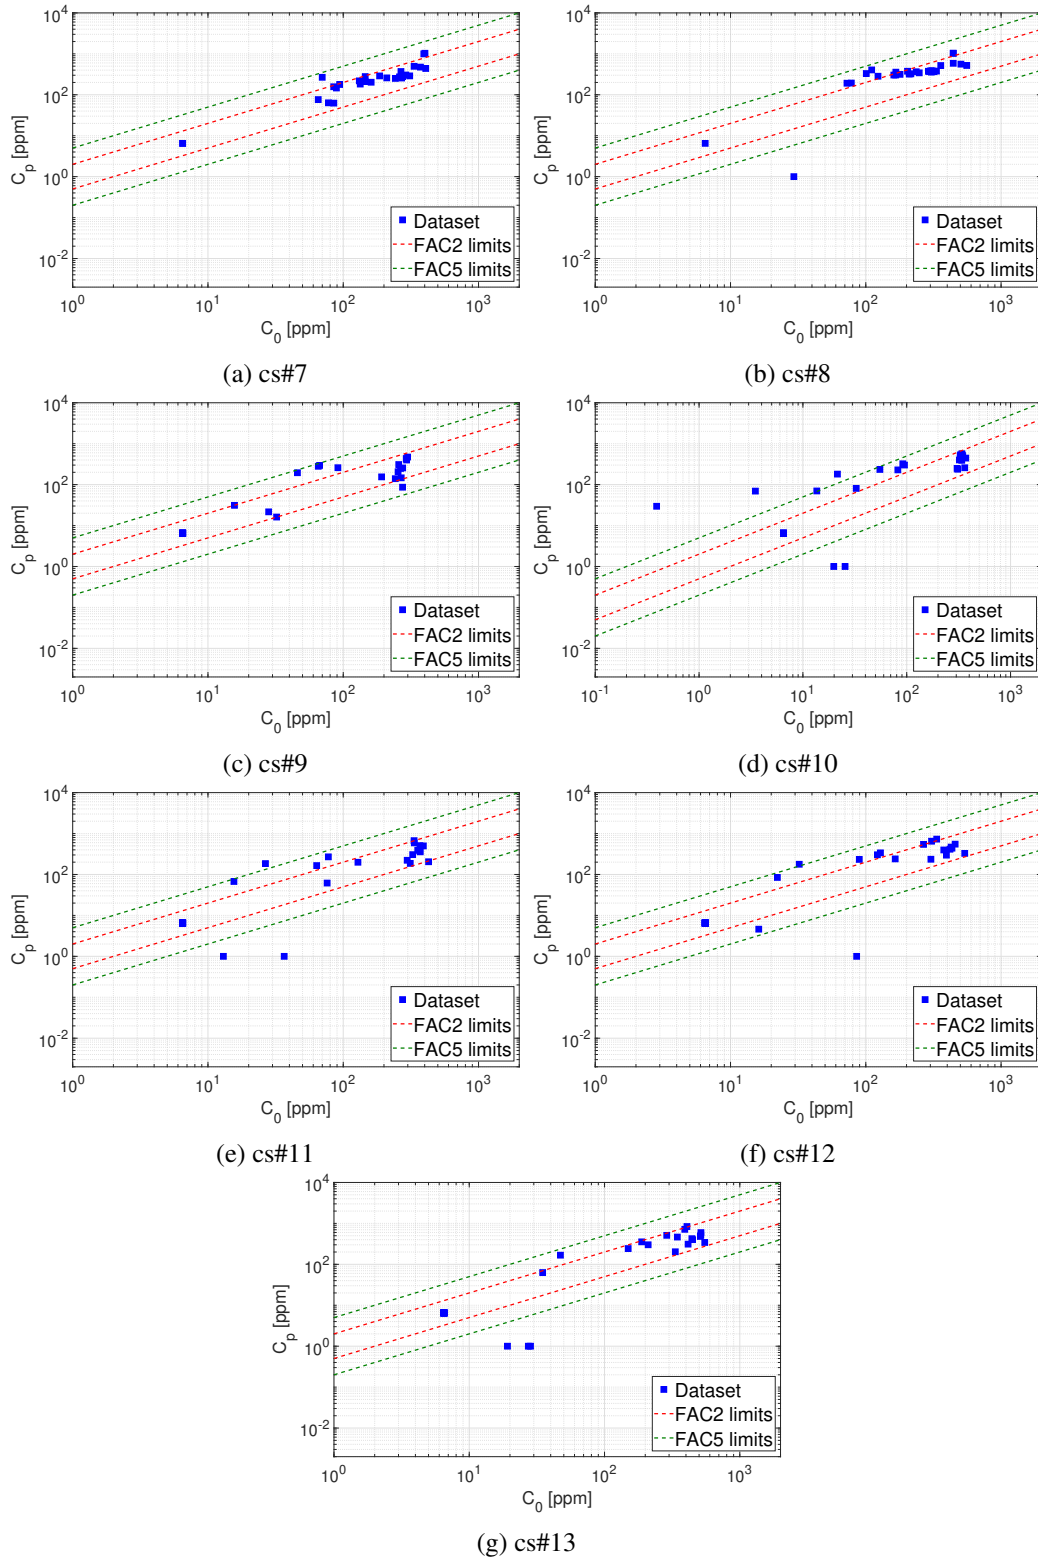 10^4
10^2
10^0
10^-2
C_p [ppm]
Dataset
FAC2 limits
FAC5 limits
10^0 10^1 10^2 10^3
C_0 [ppm]
(a) cs#7
10^4
10^2
10^0
10^-2
C_p [ppm]
Dataset
FAC2 limits
FAC5 limits
10^0 10^1 10^2 10^3
C_0 [ppm]
(b) cs#8
10^4
10^2
10^0
10^-2
C_p [ppm]
Dataset
FAC2 limits
FAC5 limits
10^0 10^1 10^2 10^3
C_0 [ppm]
(c) cs#9
10^4
10^2
10^0
10^-2
C_p [ppm]
Dataset
FAC2 limits
FAC5 limits
10^-1 10^0 10^1 10^2 10^3
C_0 [ppm]
(d) cs#10
10^4
10^2
10^0
10^-2
C_p [ppm]
Dataset
FAC2 limits
FAC5 limits
10^0 10^1 10^2 10^3
C_0 [ppm]
(e) cs#11
10^4
10^2
10^0
10^-2
C_p [ppm]
Dataset
FAC2 limits
FAC5 limits
10^0 10^1 10^2 10^3
C_0 [ppm]
(f) cs#12
10^4
10^2
10^0
10^-2
C_p [ppm]
Dataset
FAC2 limits
FAC5 limits
10^0 10^1 10^2 10^3
C_0 [ppm]
(g) cs#13